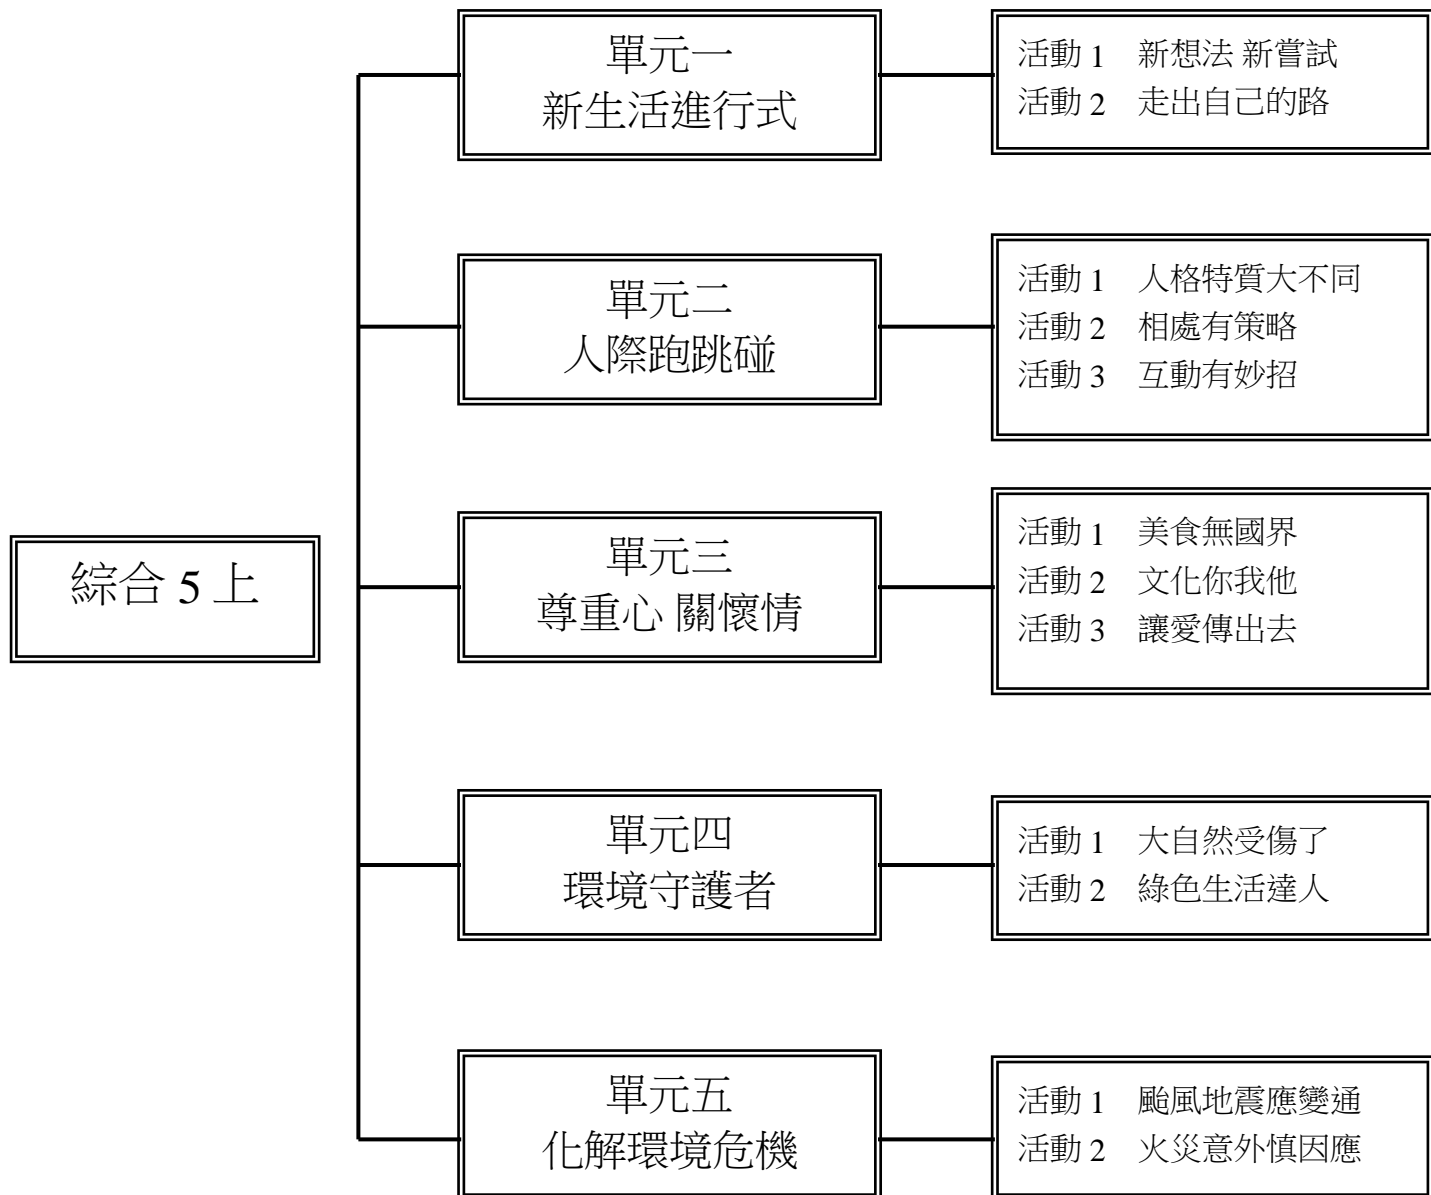 單元一
新生活進行式
活動 1 新想法 新嘗試
活動 2 走出自己的路
單元二
人際跑跳碰
活動 1 人格特質大不同
活動 2 相處有策略
活動 3 互動有妙招
綜合 5 上
單元三
尊重心 關懷情
活動 1 美食無國界
活動 2 文化你我他
活動 3 讓愛傳出去
單元四
環境守護者
活動 1 大自然受傷了
活動 2 綠色生活達人
單元五
化解環境危機
活動 1 颱風地震應變通
活動 2 火災意外慎因應